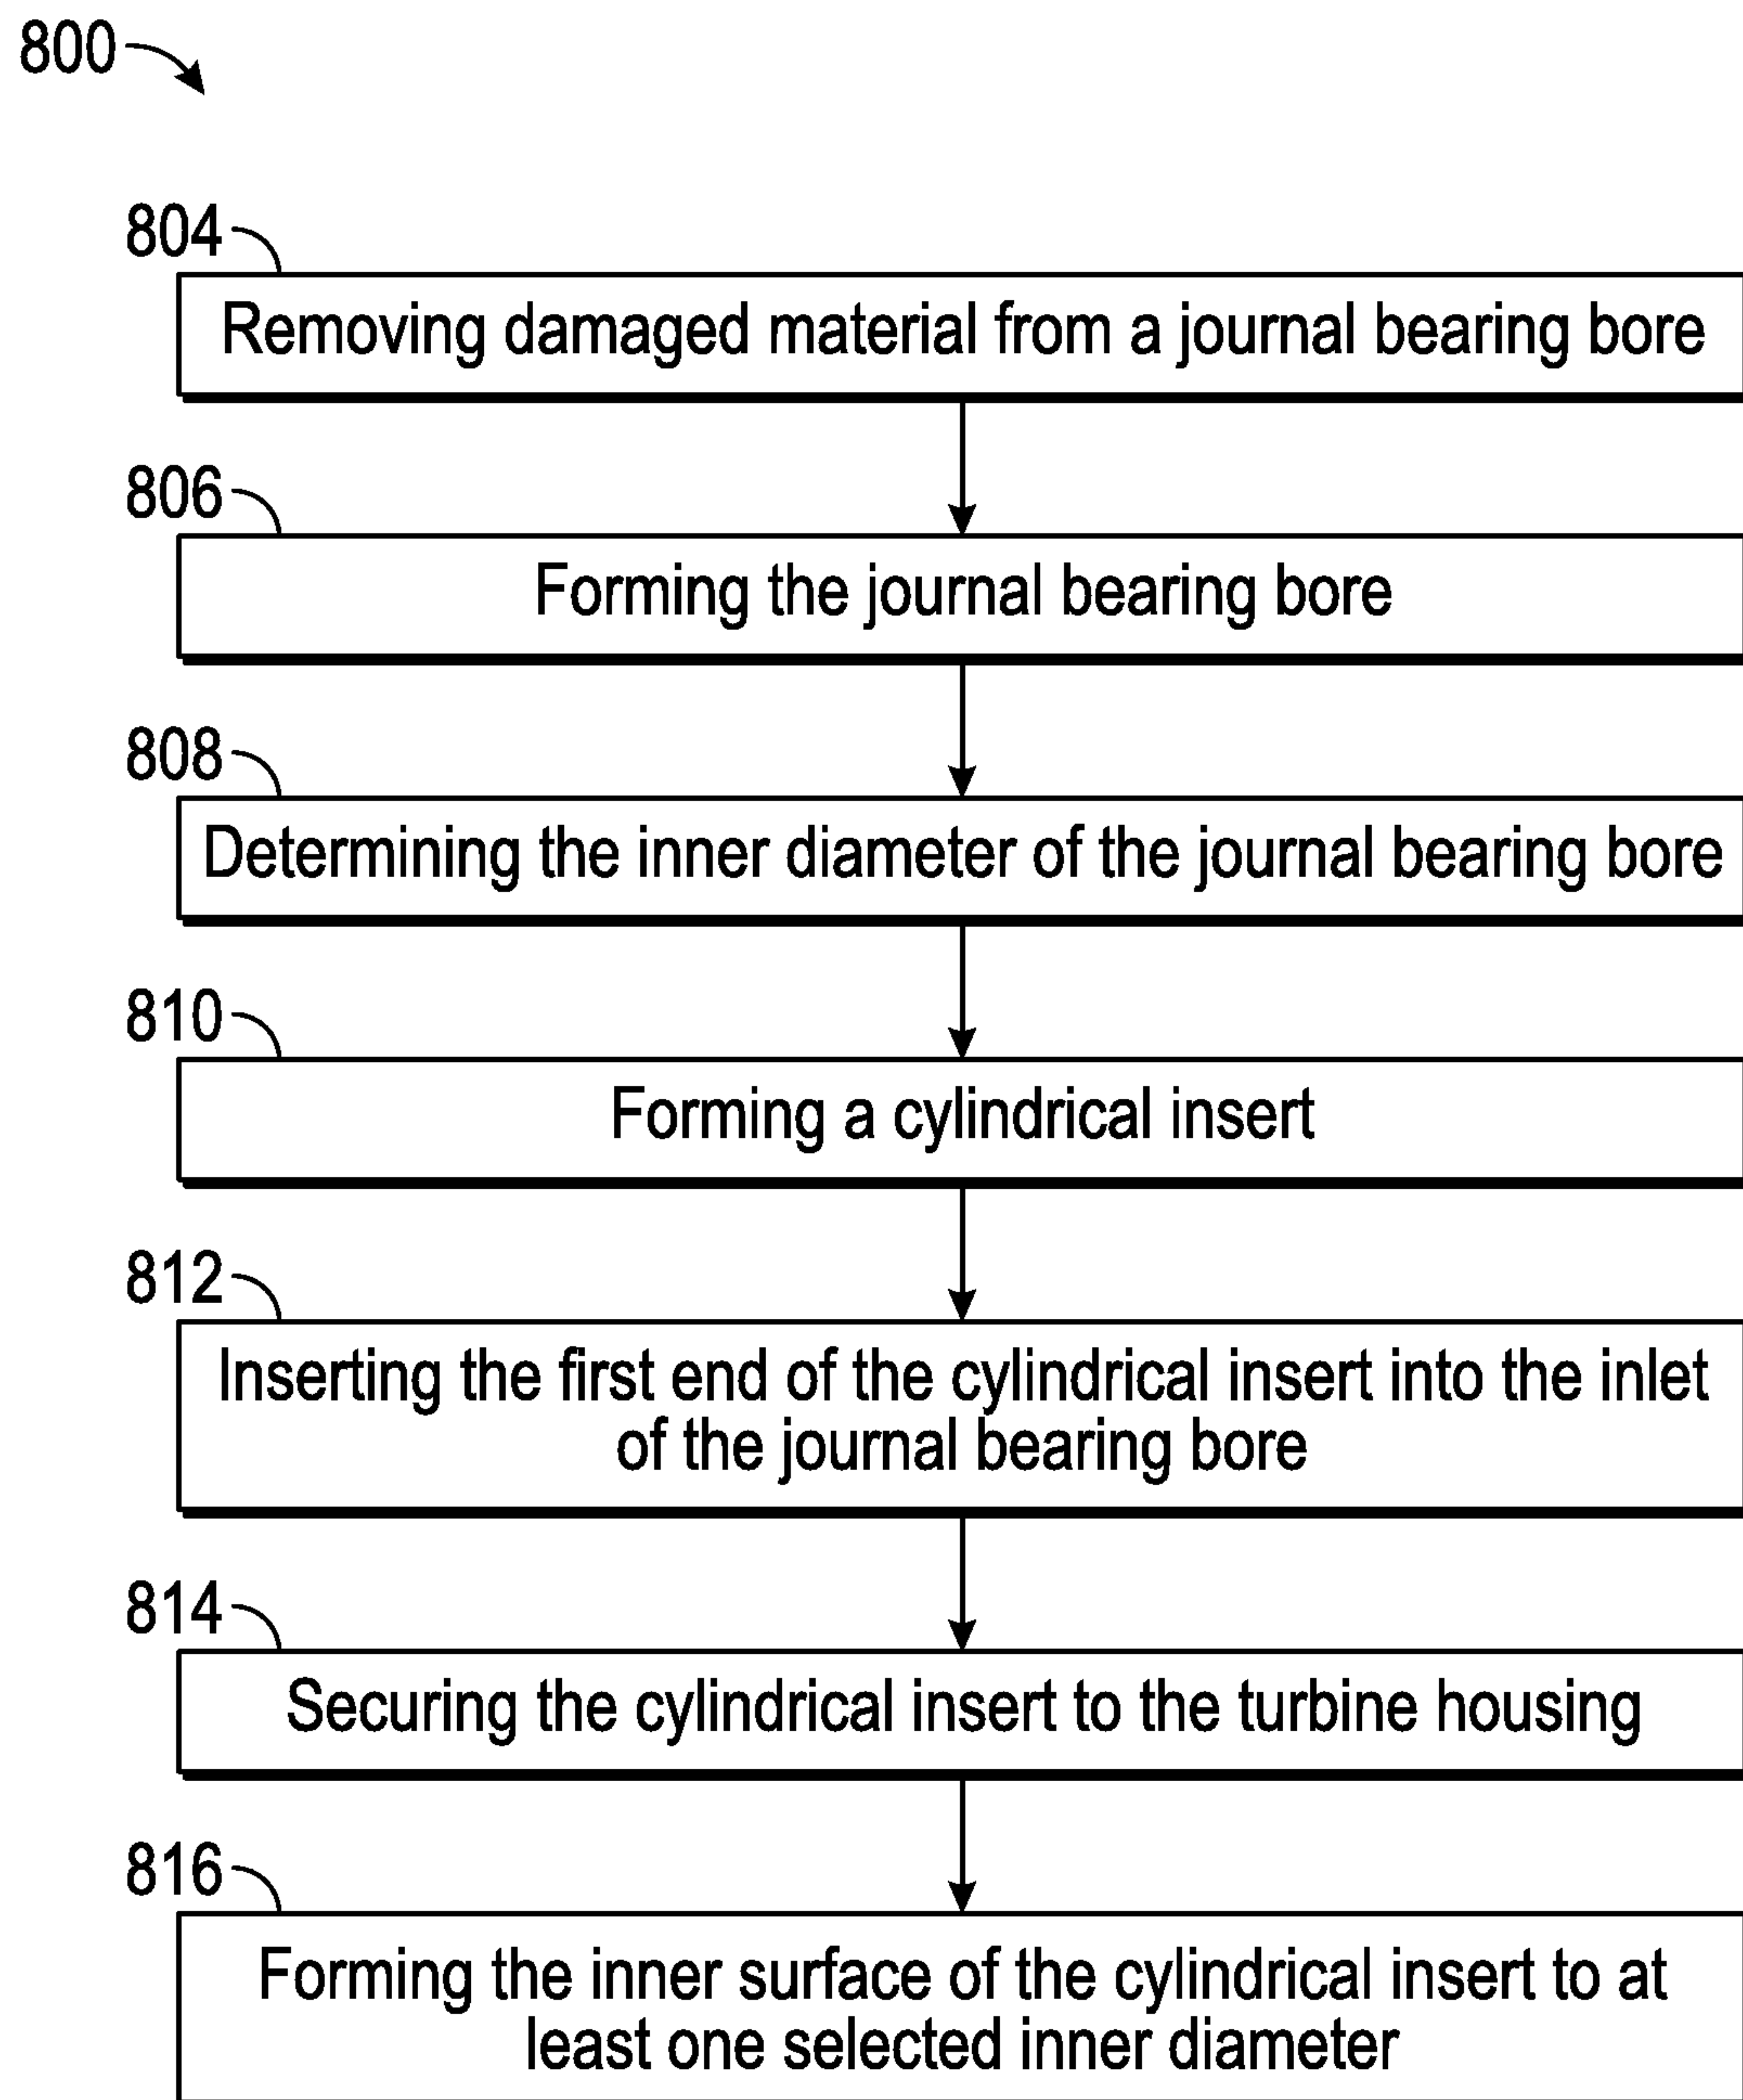 800
804
Removing damaged material from a journal bearing bore
806
Forming the journal bearing bore
808
Determining the inner diameter of the journal bearing bore
810
Forming a cylindrical insert
812
Inserting the first end of the cylindrical insert into the inlet
of the journal bearing bore
814
Securing the cylindrical insert to the turbine housing
816
Forming the inner surface of the cylindrical insert to at
least one selected inner diameter